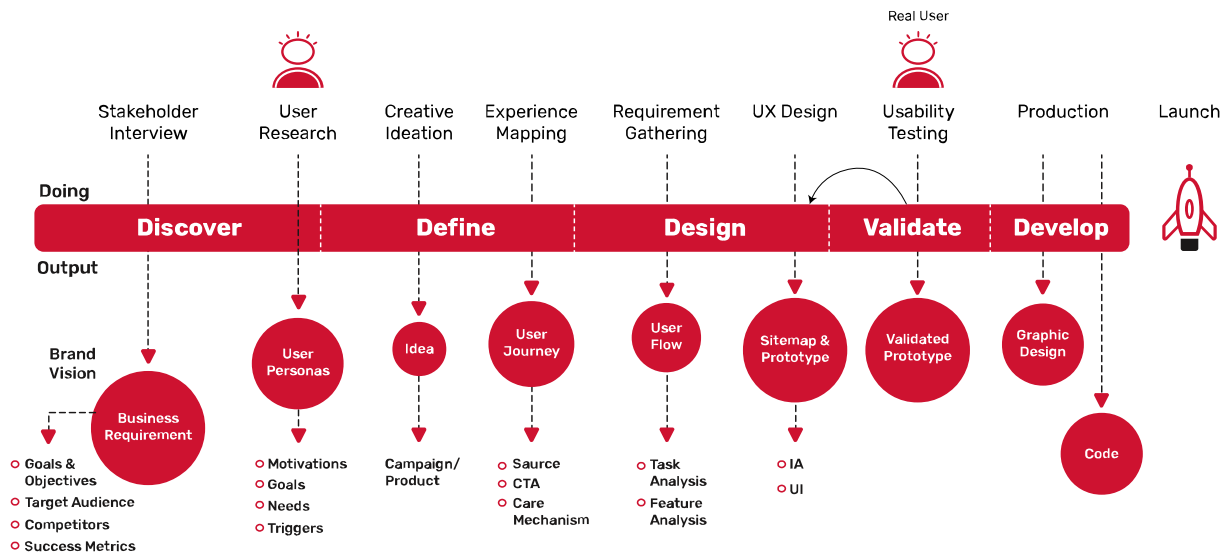 Real User
Stakeholder
Interview
User
Research
Creative
Ideation
Experience
Mapping
Requirement
Gathering
UX Design
Usability
Testing
Production
Launch
Doing
Discover
Define
Design
Validate
Develop
Output
Brand
Vision
Business
Requirement
User
Personas
Idea
User
Journey
User
Flow
Sitemap &
Prototype
Validated
Prototype
Graphic
Design
Code
Goals &
Objectives
Target Audience
Competitors
Success Metrics
Motivations
Goals
Needs
Triggers
Campaign/
Product
Saurce
CTA
Care
Mechanism
Task
Analysis
Feature
Analysis
IA
UI